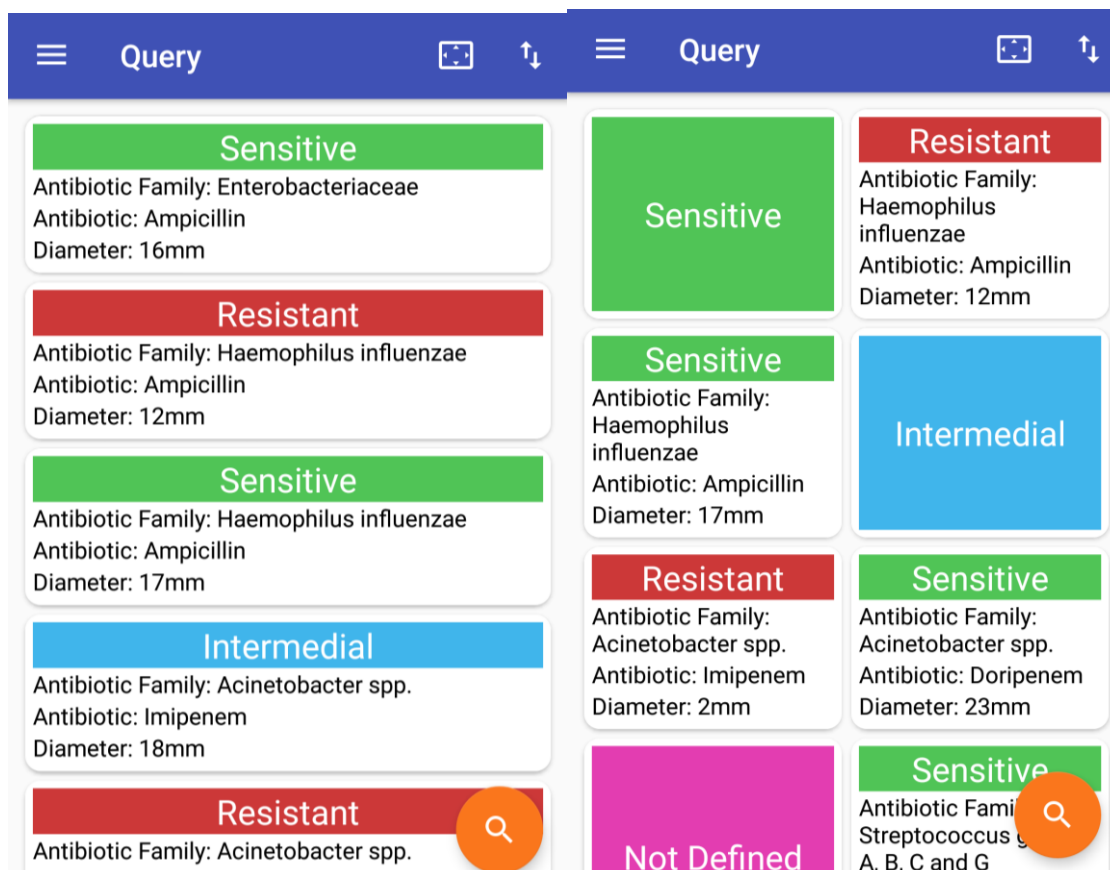 Query
Sensitive
Antibiotic Family: Enterobacteriaceae
Antibiotic: Ampicillin
Diameter: 16mm
Resistant
Antibiotic Family: Haemophilus influenzae
Antibiotic: Ampicillin
Diameter: 12mm
Sensitive
Antibiotic Family: Haemophilus influenzae
Antibiotic: Ampicillin
Diameter: 17mm
Intermedial
Antibiotic Family: Acinetobacter spp.
Antibiotic: Imipenem
Diameter: 18mm
Resistant
Antibiotic Family: Acinetobacter spp.
Query
Sensitive
Resistant
Antibiotic Family:
Haemophilus
influenzae
Antibiotic: Ampicillin
Diameter: 12mm
Sensitive
Antibiotic Family:
Haemophilus
influenzae
Antibiotic: Ampicillin
Diameter: 17mm
Intermedial
Resistant
Antibiotic Family:
Acinetobacter spp.
Antibiotic: Imipenem
Diameter: 2mm
Sensitive
Antibiotic Family:
Acinetobacter spp.
Antibiotic: Doripenem
Diameter: 23mm
Not Defined
Sensitive
Antibiotic
Streptococcus
A, B, C and G